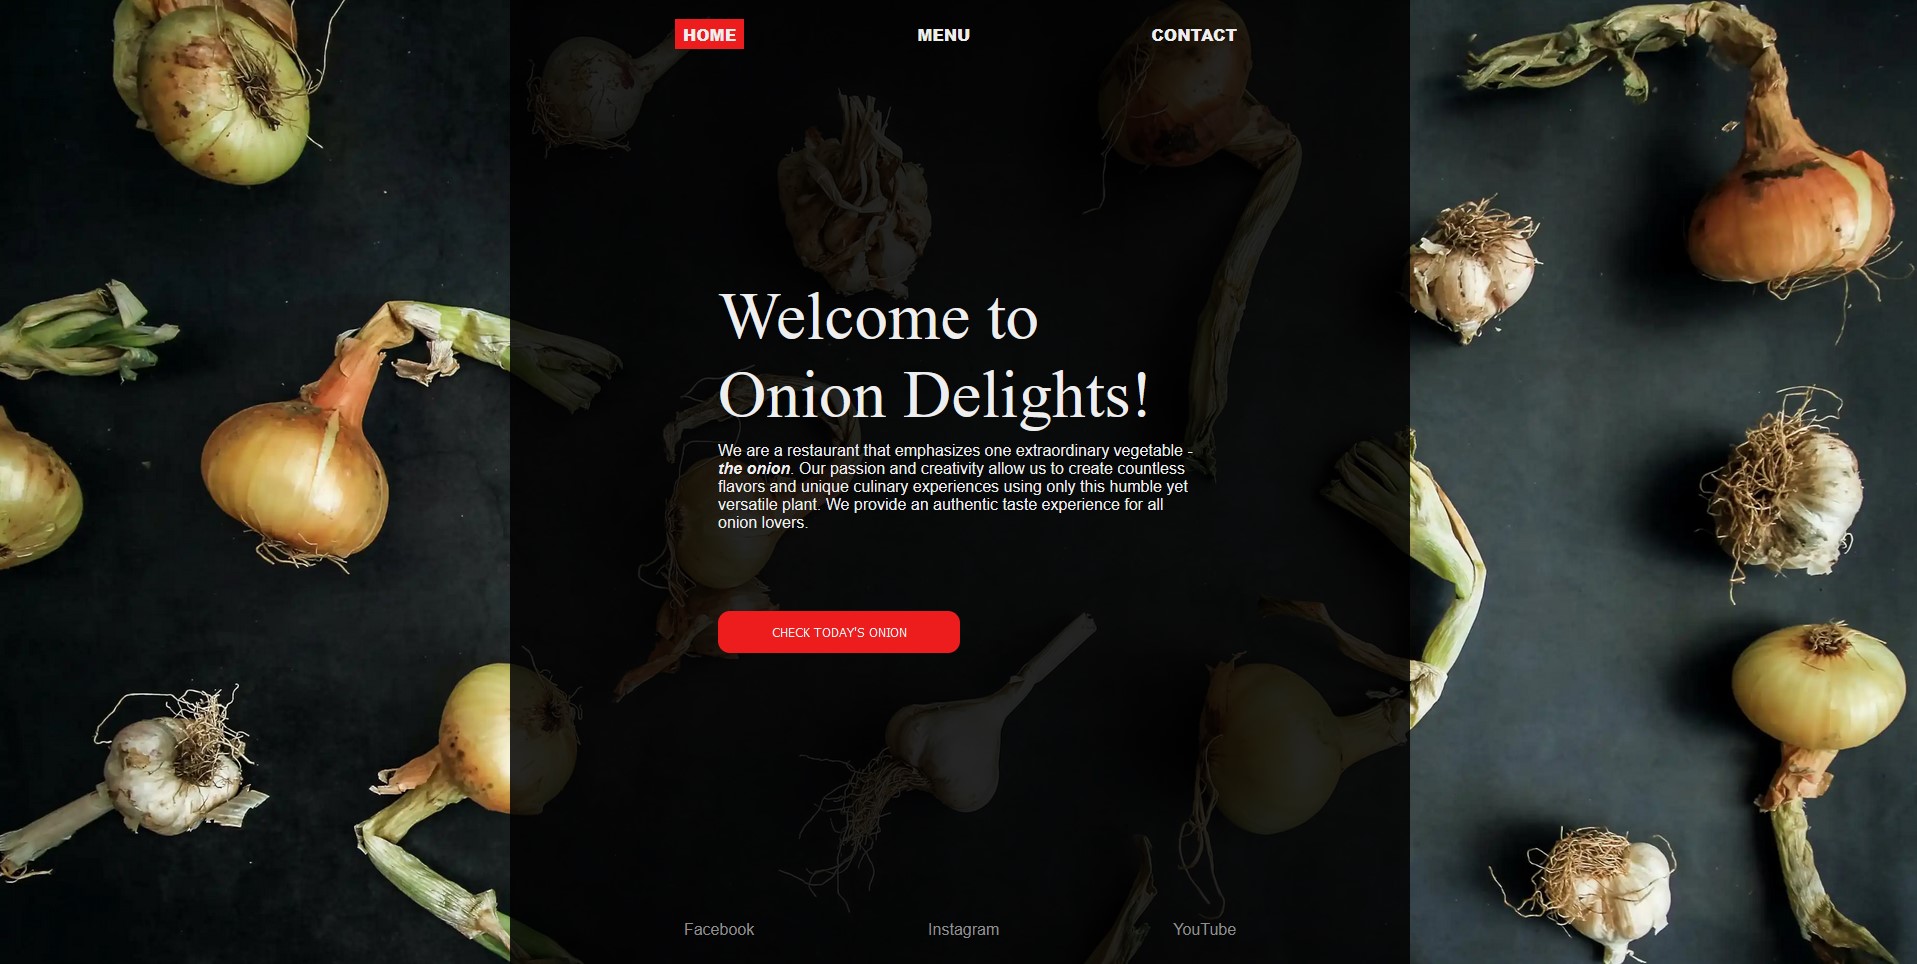 HOME MENU CONTACT
Welcome to
Onion Delights!
We are a restaurant that emphasizes one extraordinary vegetable -
the onion. Our passion and creativity allow us to create countless
flavors and unique culinary experiences using only this humble yet
versatile plant. We provide an authentic taste experience for all
onion lovers.
CHECK TODAY'S ONION
Facebook Instagram YouTube